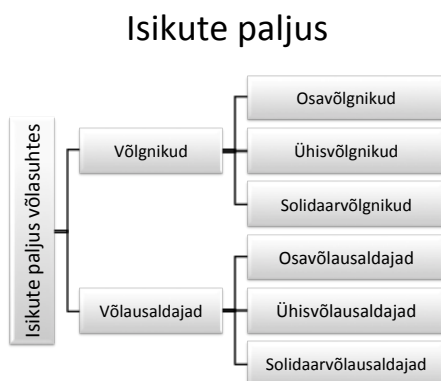 Isikute paljus
Isikute paljus võlasuhtes
Võlgnikud
Osavõlgnikud
Ühisvõlgnikud
Solidaarvõlgnikud
Võlausaldajad
Osavõlausaldajad
Ühisvõlausaldajad
Solidaarvõlausaldajad